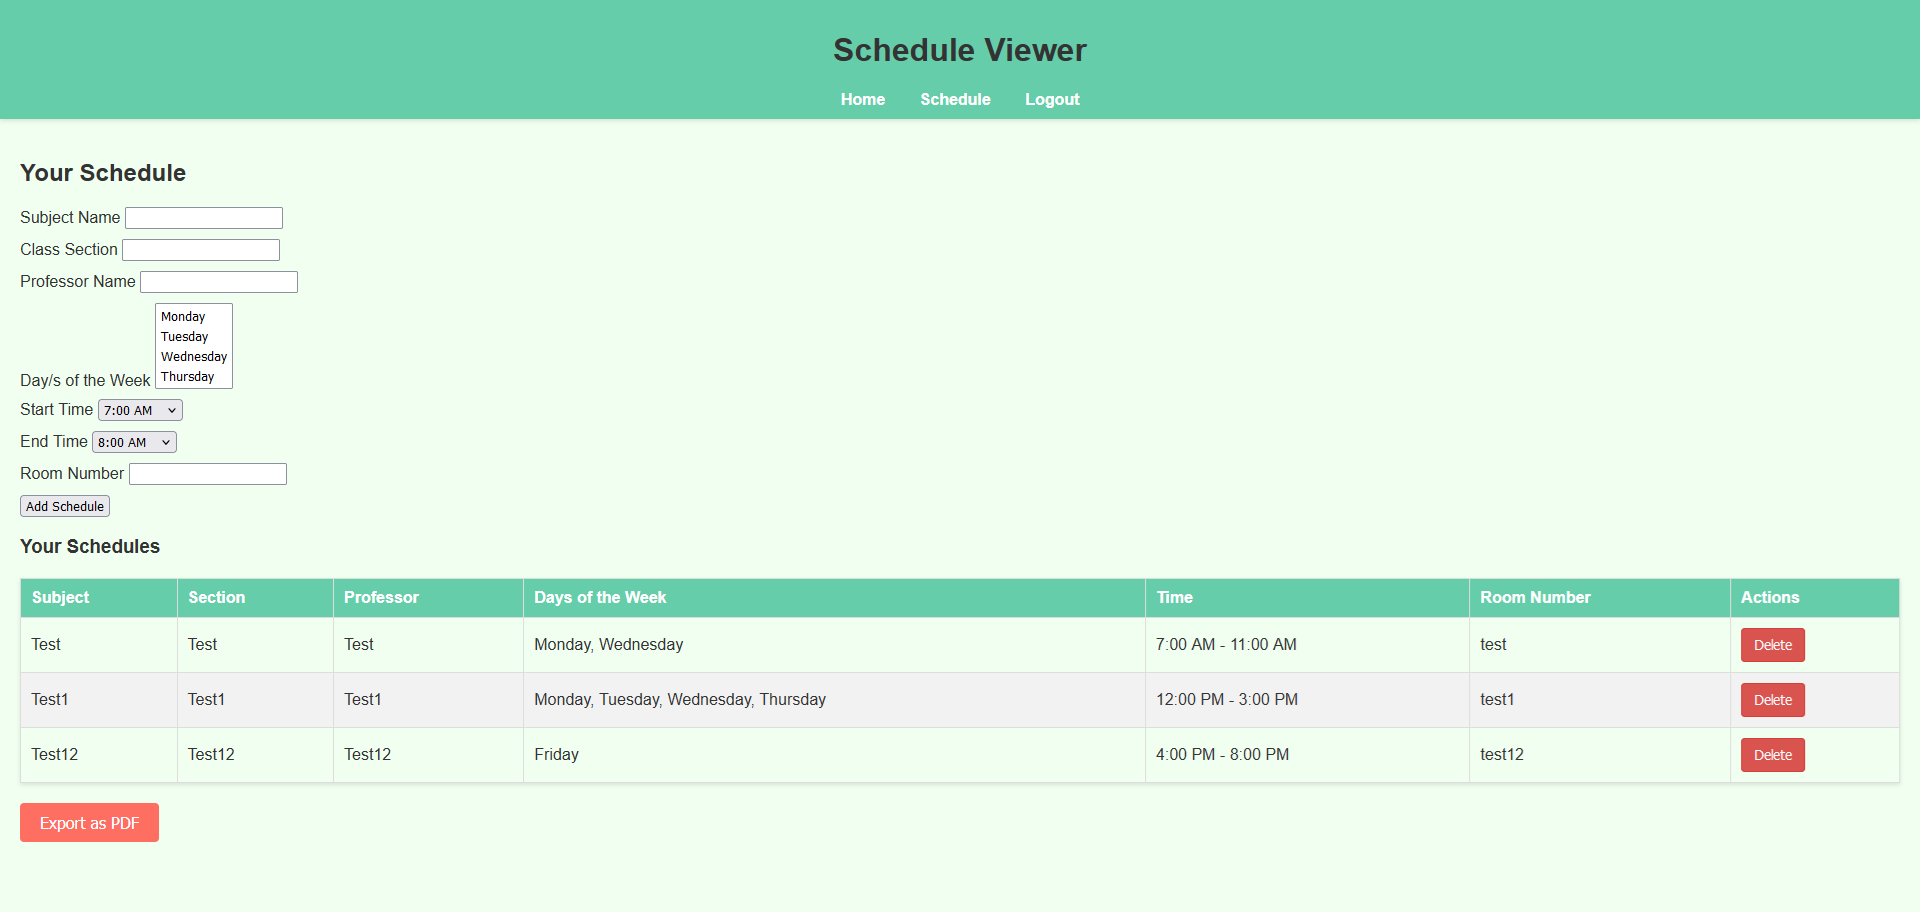 Schedule Viewer
Home Schedule Logout
Your Schedule
Subject Name
Class Section
Professor Name
Monday
Tuesday
Wednesday
Thursday
Day/s of the Week
Start Time 7:00 AM
End Time 8:00 AM
Room Number
Add Schedule
Your Schedules
Subject Section Professor Days of the Week Time Room Number Actions
Test Test Test Monday, Wednesday 7:00 AM - 11:00 AM test Delete
Test1 Test1 Test1 Monday, Tuesday, Wednesday, Thursday 12:00 PM - 3:00 PM test1 Delete
Test12 Test12 Test12 Friday 4:00 PM - 8:00 PM test12 Delete
Export as PDF